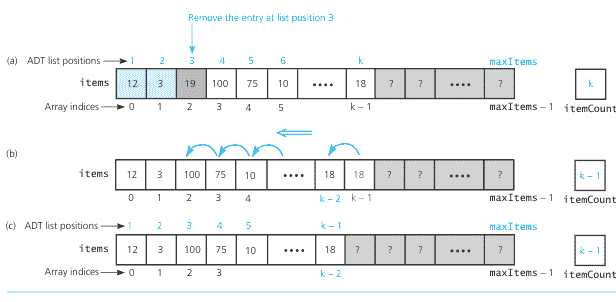 Remove the entry at list position 3
(a) ADT list positions 1 2 3 4 5 6 k maxItems
items 12 3 19 100 75 10 •••• 18 ? ? •••• ? k
Array indices 0 1 2 3 4 5 k – 1 maxItems – 1 itemCount
(b)
items 12 3 100 75 10 •••• 18 18 ? ? •••• ? k – 1
0 1 2 3 4 k – 2 k – 1 maxItems – 1 itemCount
(c) ADT list positions 1 2 3 4 5 k – 1 maxItems
items 12 3 100 75 10 •••• 18 ? ? ? •••• ? k – 1
Array indices 0 1 2 3 k – 2 maxItems – 1 itemCount